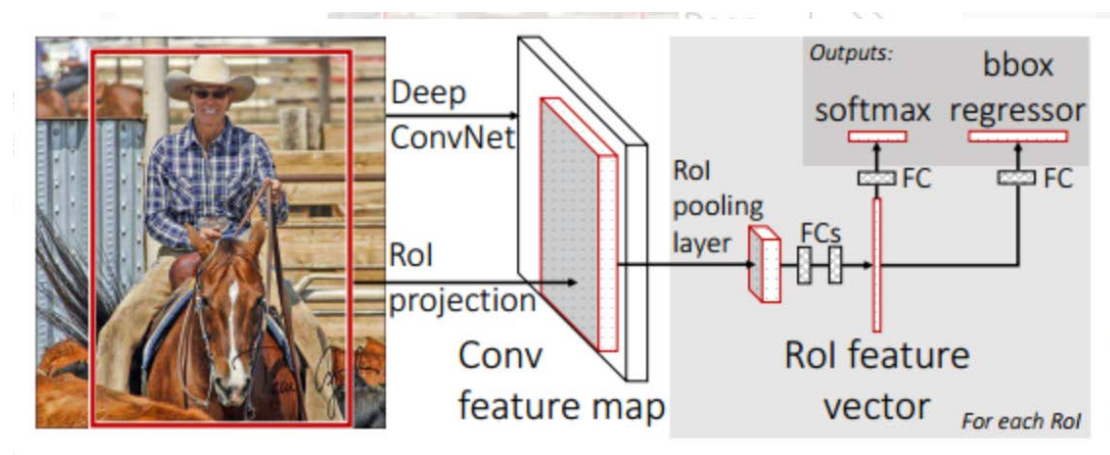 Deep
ConvNet
RoI
projection
Conv
feature map
RoI
pooling
layer
FCs
Outputs:
softmax
bbox
regressor
FC
FC
RoI feature
vector
For each RoI